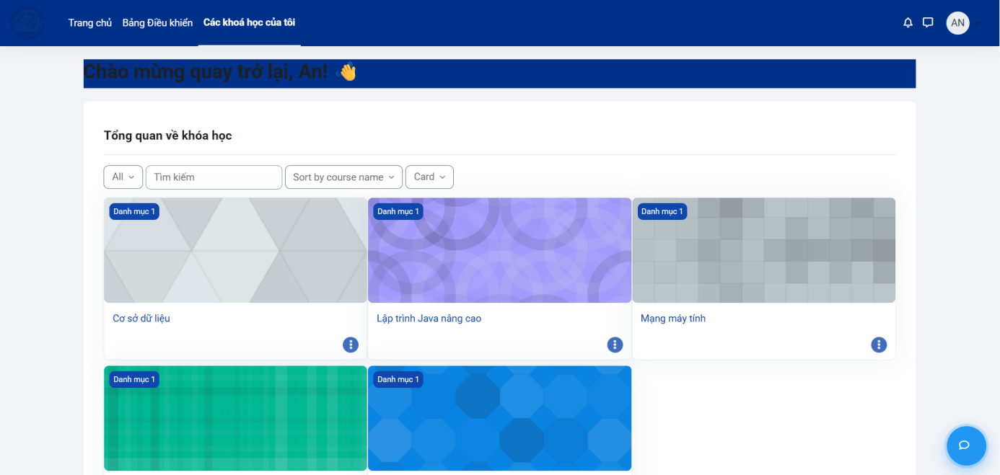 Trang chủ Bảng Điều khiển Các khoá học của tôi AN
Chào mừng quay trở lại, An! 👋
Tổng quan về khóa học
All Tìm kiếm Sort by course name Card
Danh mục 1 Danh mục 1 Danh mục 1
Cơ sở dữ liệu Lập trình Java nâng cao Mạng máy tính
Danh mục 1 Danh mục 1